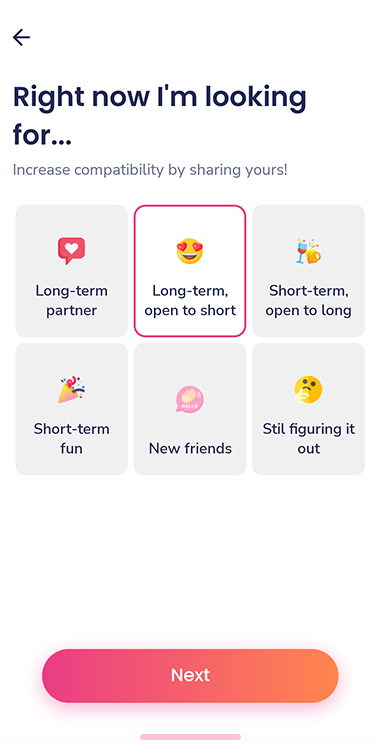 Right now I'm looking
for...
Increase compatibility by sharing yours!
Long-term
partner
Long-term,
open to short
Short-term,
open to long
Short-term
fun
HELLO
New friends
Stil figuring it
out
Next